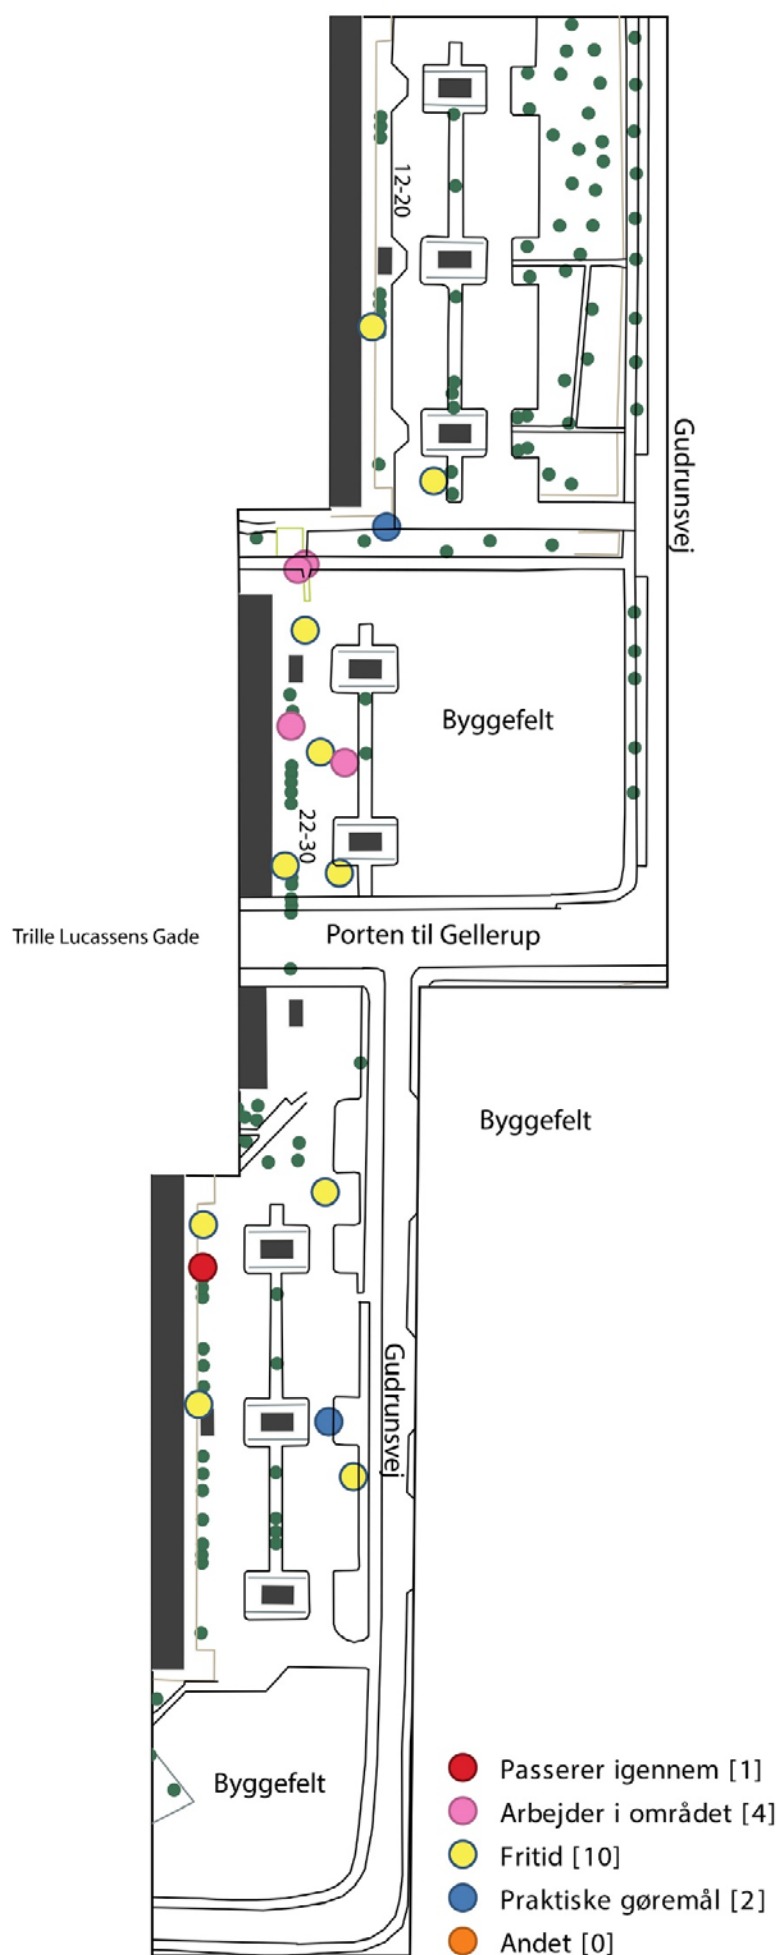 12-20
Gudrunsvej
Byggefelt
22-30
Trille Lucassens Gade
Porten til Gellerup
Byggefelt
Gudrunsvej
Byggefelt
Passerer igennem [1]
Arbejder i området [4]
Fritid [10]
Praktiske gøremål [2]
Andet [0]